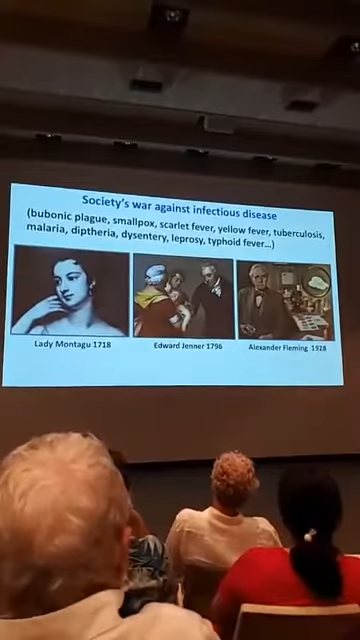 Society's war against infectious disease
(bubonic plague, smallpox, scarlet fever, yellow fever, tuberculosis,
malaria, diptheria, dysentery, leprosy, typhoid fever...)
Lady Montagu 1718
Edward Jenner 1796
Alexander Fleming 1928